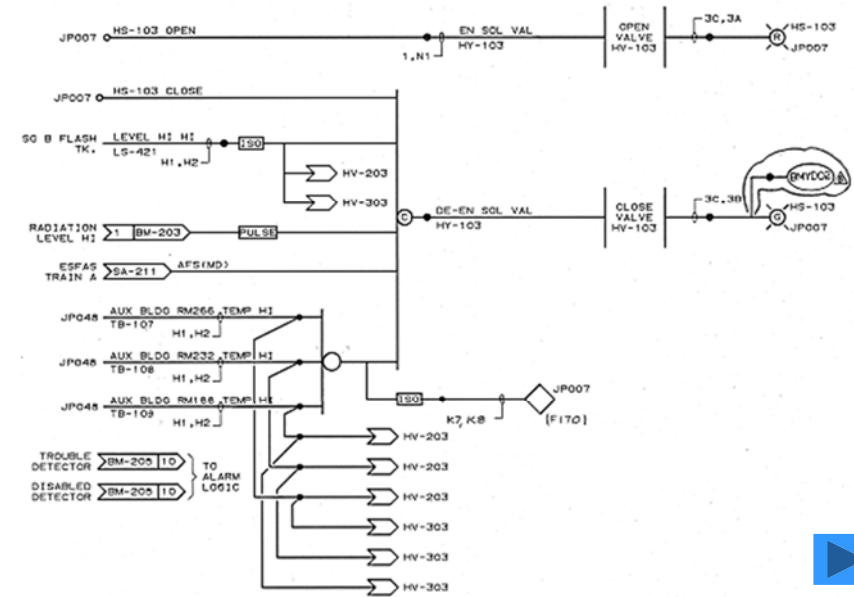 JP007 HS-103 OPEN
1,N1
EN SOL VAL
HY-103
OPEN
VALVE
HV-103
3C,3A
R
HS-103
JP007
JP007 HS-103 CLOSE
SG B FLASH
TK.
LEVEL HI HI
LS-421
H1,H2
ISO
HV-203
HV-303
RADIATION
LEVEL HI
1 BM-203
PULSE
ESFAS
TRAIN A
SA-211
AFS(MD)
C
DE-EN SOL VAL
HY-103
CLOSE
VALVE
HV-103
3C,3B
BMYD02
G
HS-103
JP007
JP048 AUX BLDG RM266 TEMP HI
TB-107
H1,H2
JP048 AUX BLDG RM232 TEMP HI
TB-108
H1,H2
JP048 AUX BLDG RM166 TEMP HI
TB-109
H1,H2
ISO
K7,K8
JP007
(F170)
HV-203
HV-203
HV-203
HV-303
HV-303
HV-303
TROUBLE
DETECTOR
BM-205 10
DISABLED
DETECTOR
BM-205 10
TO
ALARM
LOGIC